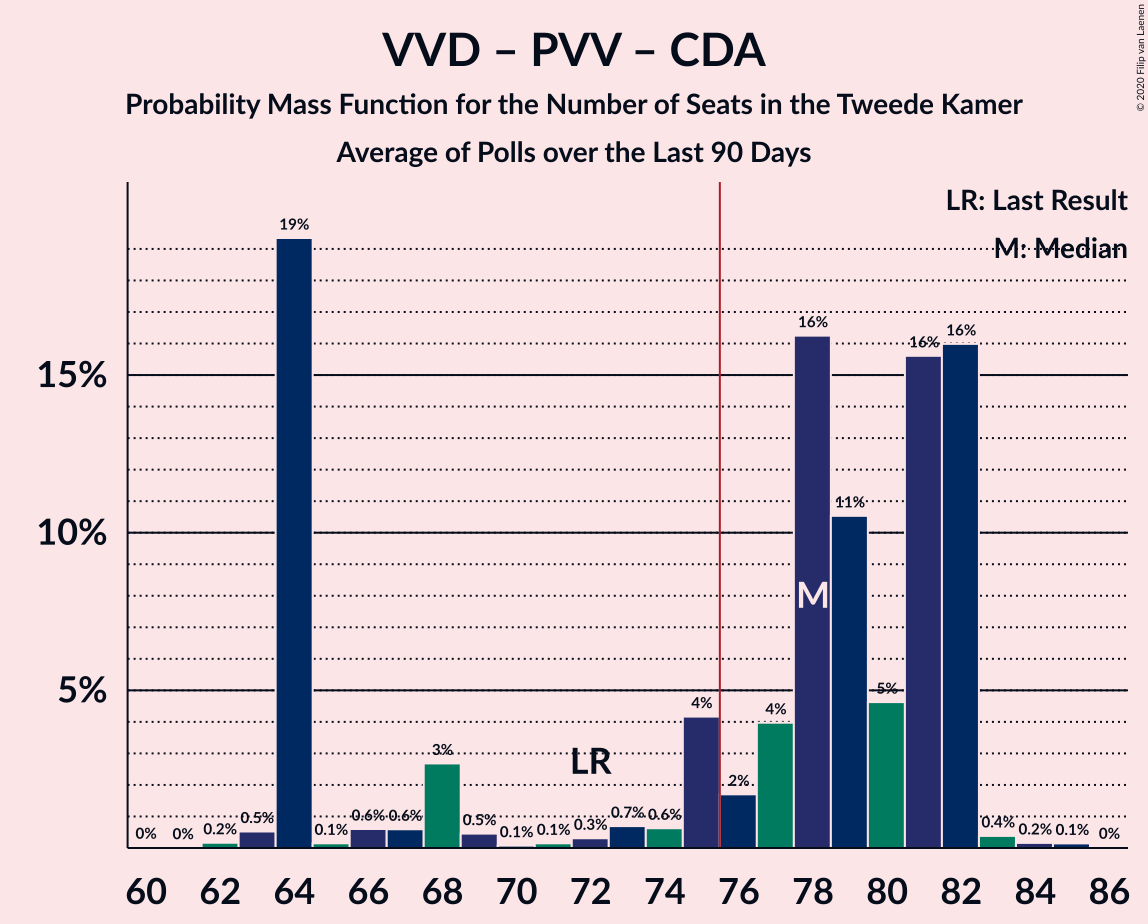 VVD – PVV – CDA
Probability Mass Function for the Number of Seats in the Tweede Kamer
Average of Polls over the Last 90 Days
© 2020 Filip van Laenen
LR: Last Result
M: Median
15%
10%
5%
0% 0% 0.2% 0.5% 19% 0.1% 0.6% 0.6% 3% 0.5% 0.1% 0.1% 0.3% 0.7% 0.6% 4% 2% 4% 16% 11% 5% 16% 16% 0.4% 0.2% 0.1% 0%
LR
M
60 62 64 66 68 70 72 74 76 78 80 82 84 86